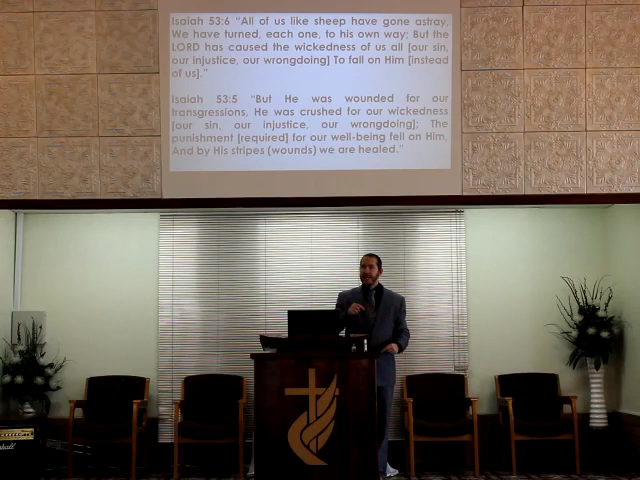 Isaiah 53:6 "All of us like sheep have gone astray,
We have turned, each one, to his own way; But the
LORD has caused the wickedness of us all [our sin,
our injustice, our wrongdoing] To fall on Him [instead
of us]."
Isaiah 53:5 "But He was wounded for our
transgressions, He was crushed for our wickedness
[our sin, our injustice, our wrongdoing]; The
punishment [required] for our well-being fell on Him,
And by His stripes (wounds) we are healed."
Marshall